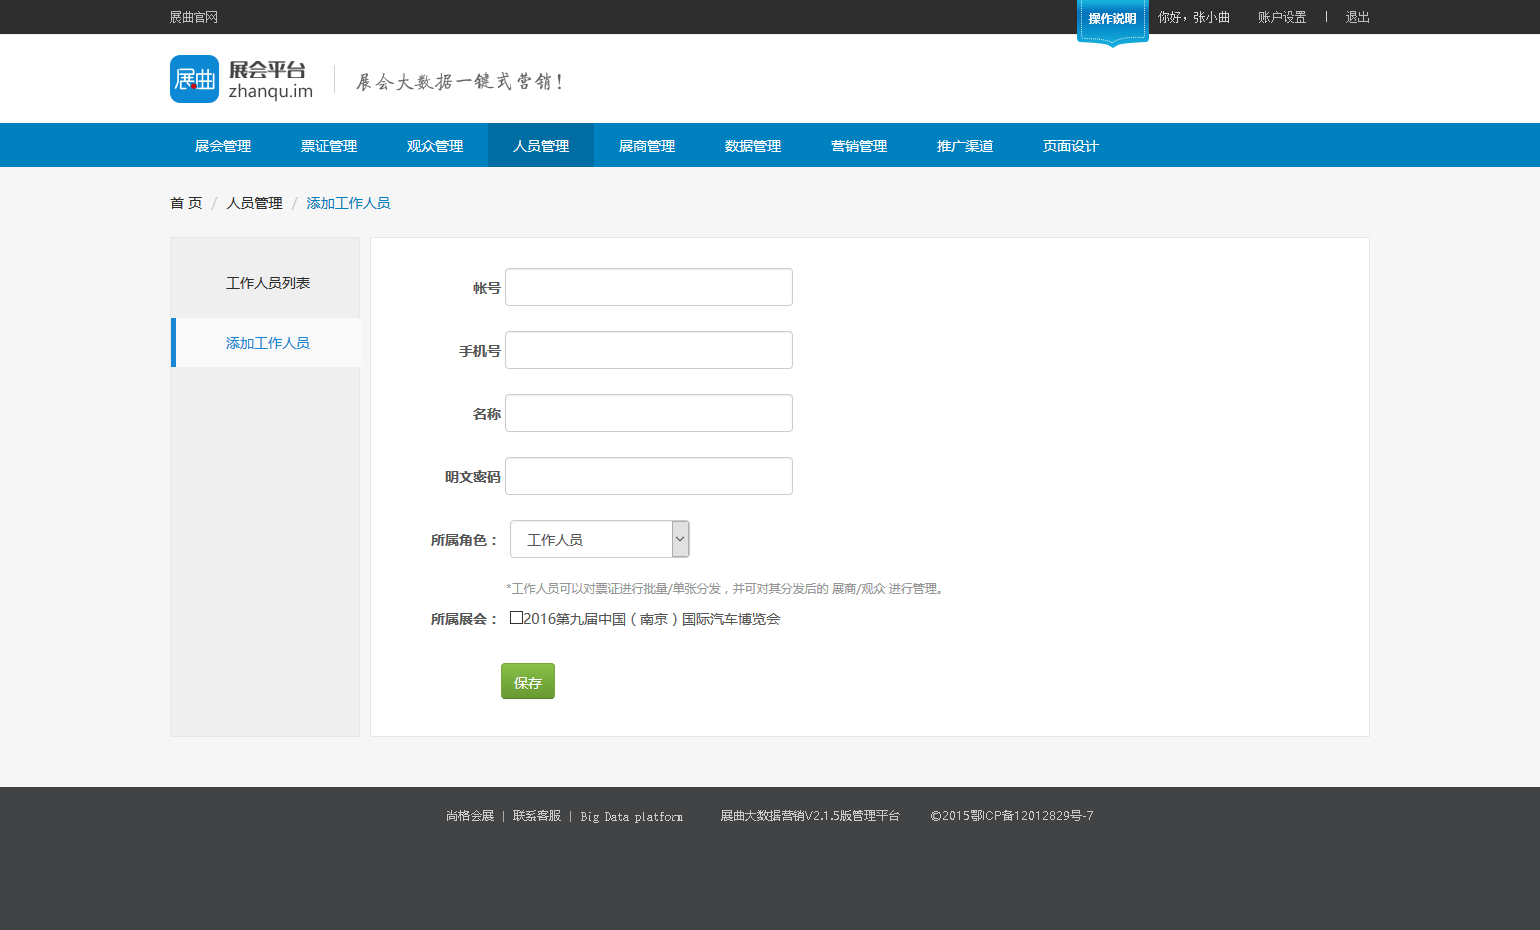 展曲官网
操作说明
你好，张小曲 账户设置 | 退出
展曲 展会平台
zhanqu.im
展会大数据一键式营销！
展会管理 票证管理 观众管理 人员管理 展商管理 数据管理 营销管理 推广渠道 页面设计
首 页 / 人员管理 / 添加工作人员
工作人员列表
添加工作人员
帐号
手机号
名称
明文密码
所属角色： 工作人员
*工作人员可以对票证进行批量/单张分发，并可对其分发后的 展商/观众 进行管理。
所属展会： 2016第九届中国（南京）国际汽车博览会
保存
尚格会展 | 联系客服 | Big Data platform 展曲大数据营销V2.1.5版管理平台 ©2015鄂ICP备12012829号-7